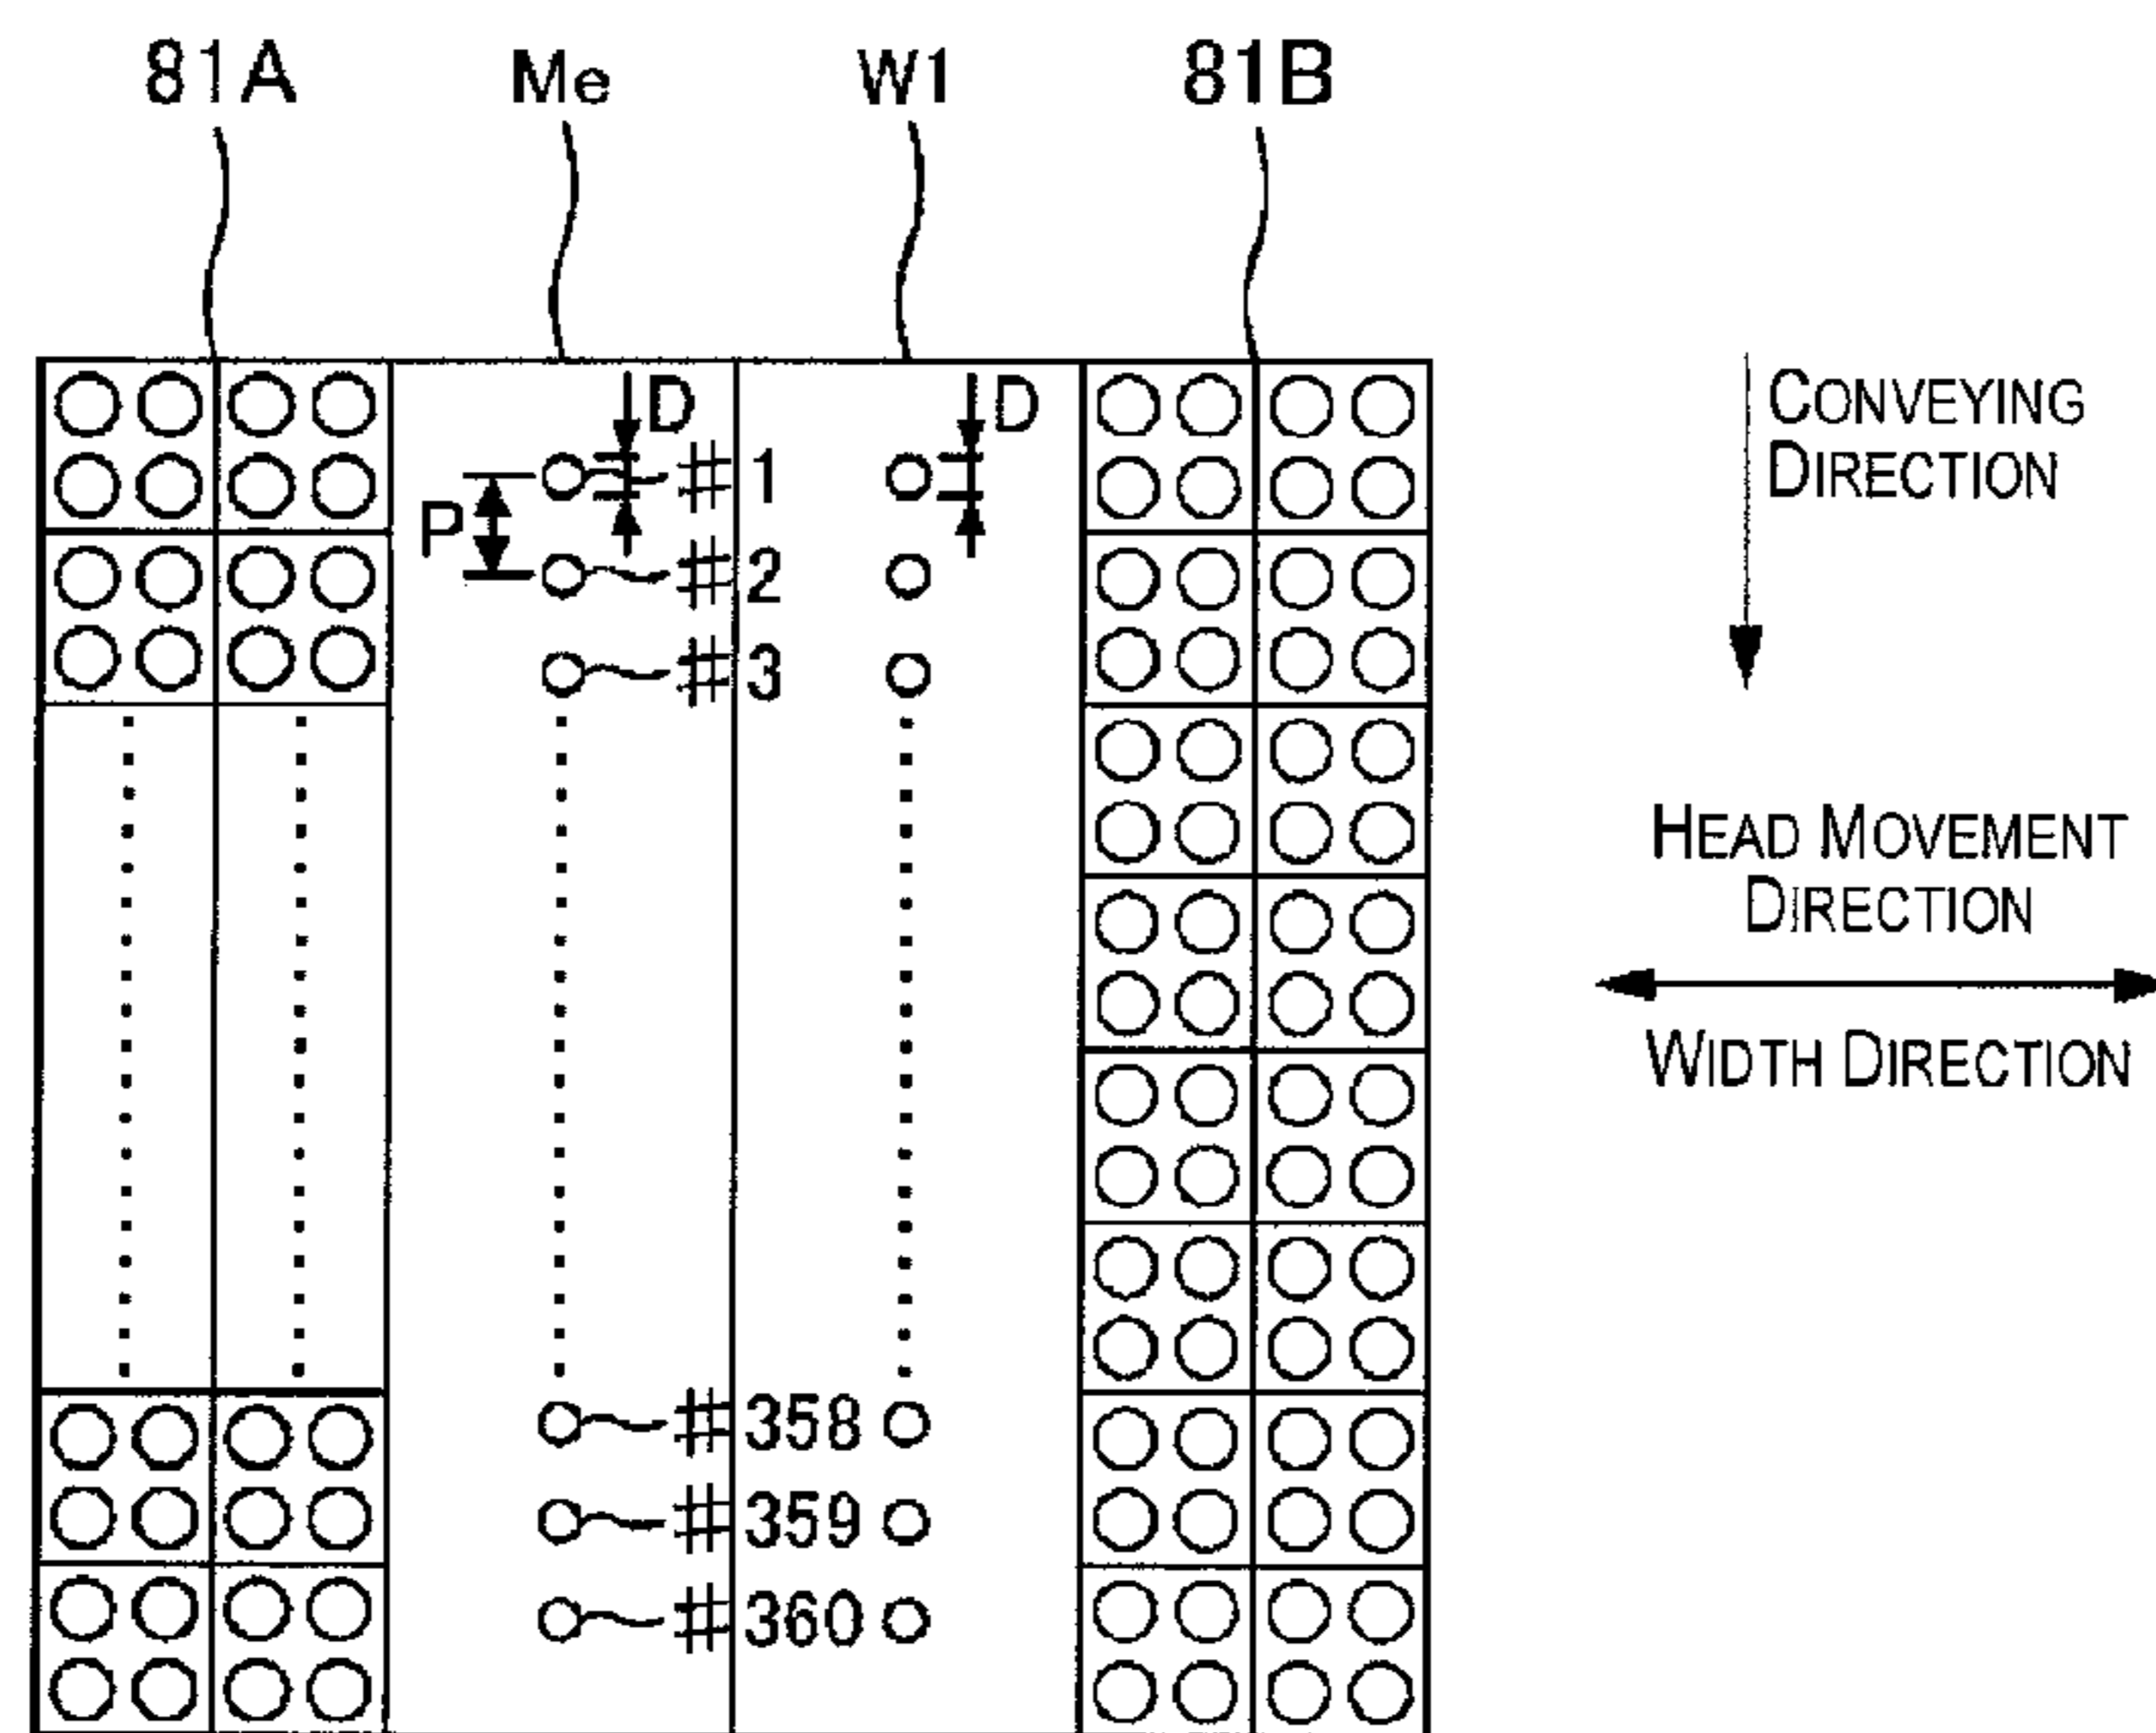 81A Me W1 81B
D D
#1
P
#2
#3
#358
#359
#360
CONVEYING
DIRECTION
HEAD MOVEMENT
DIRECTION
WIDTH DIRECTION